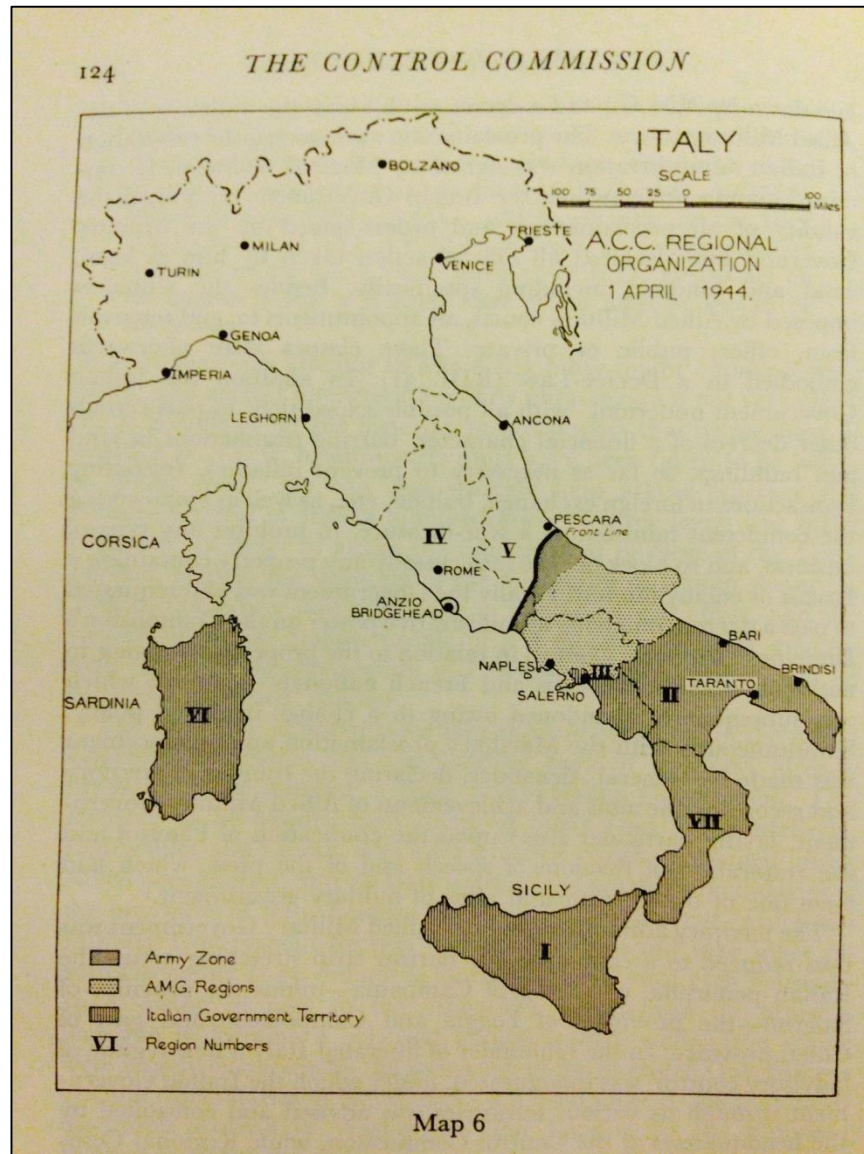 124
THE CONTROL COMMISSION
ITALY
SCALE
100 75 50 25 0 100
Miles
A.C.C. REGIONAL
ORGANIZATION
1 APRIL 1944.
BOLZANO
MILAN
TRIESTE
VENICE
TURIN
GENOA
IMPERIA
LEGHORN
ANCONA
PESCARA
Front Line
CORSICA
IV
V
ROME
ANZIO
BRIDGEHEAD
BARI
NAPLES
III
BRINDISI
SALERNO
II
TARANTO
SARDINIA
VI
VII
SICILY
I
Army Zone
A.M.G. Regions
Italian Government Territory
VI Region Numbers
Map 6